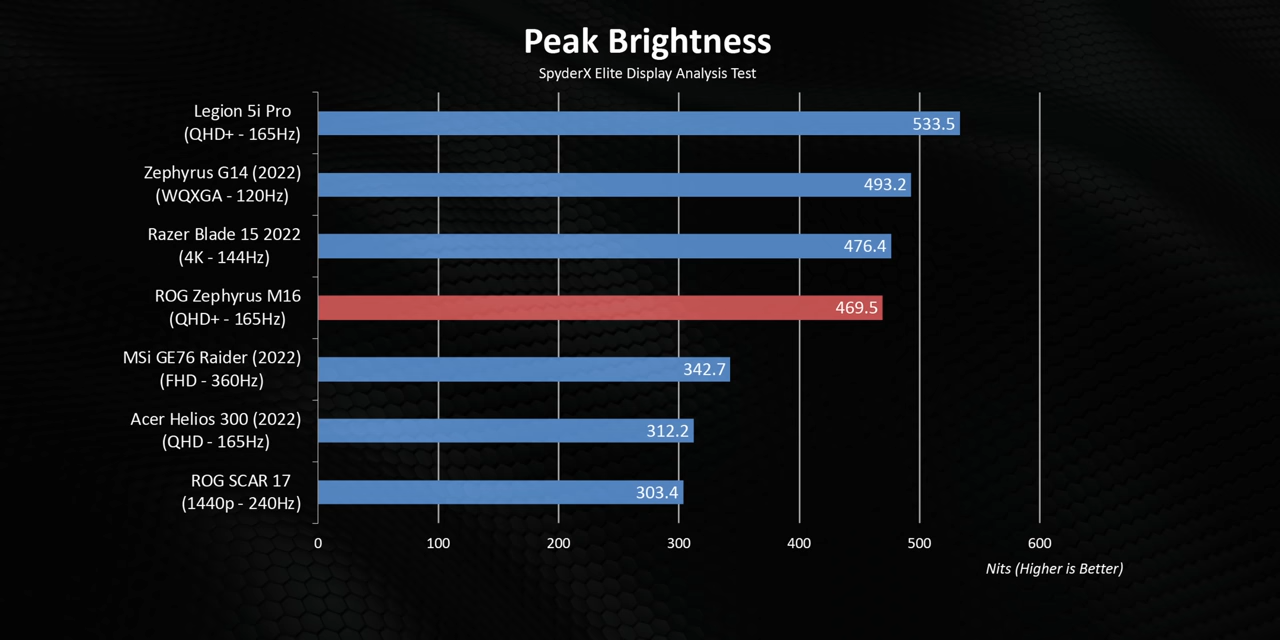 Peak Brightness
SpyderX Elite Display Analysis Test
Legion 5i Pro
(QHD+ - 165Hz)
533.5
Zephyrus G14 (2022)
(WQXGA - 120Hz)
493.2
Razer Blade 15 2022
(4K - 144Hz)
476.4
ROG Zephyrus M16
(QHD+ - 165Hz)
469.5
MSi GE76 Raider (2022)
(FHD - 360Hz)
342.7
Acer Helios 300 (2022)
(QHD - 165Hz)
312.2
ROG SCAR 17
(1440p - 240Hz)
303.4
0 100 200 300 400 500 600
Nits (Higher is Better)